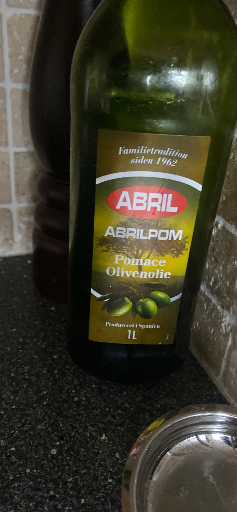 Familietradition
siden 1962
ABRIL
ABRILPOM
Pomace
Olivenolie
Produceret i Spanien
1L